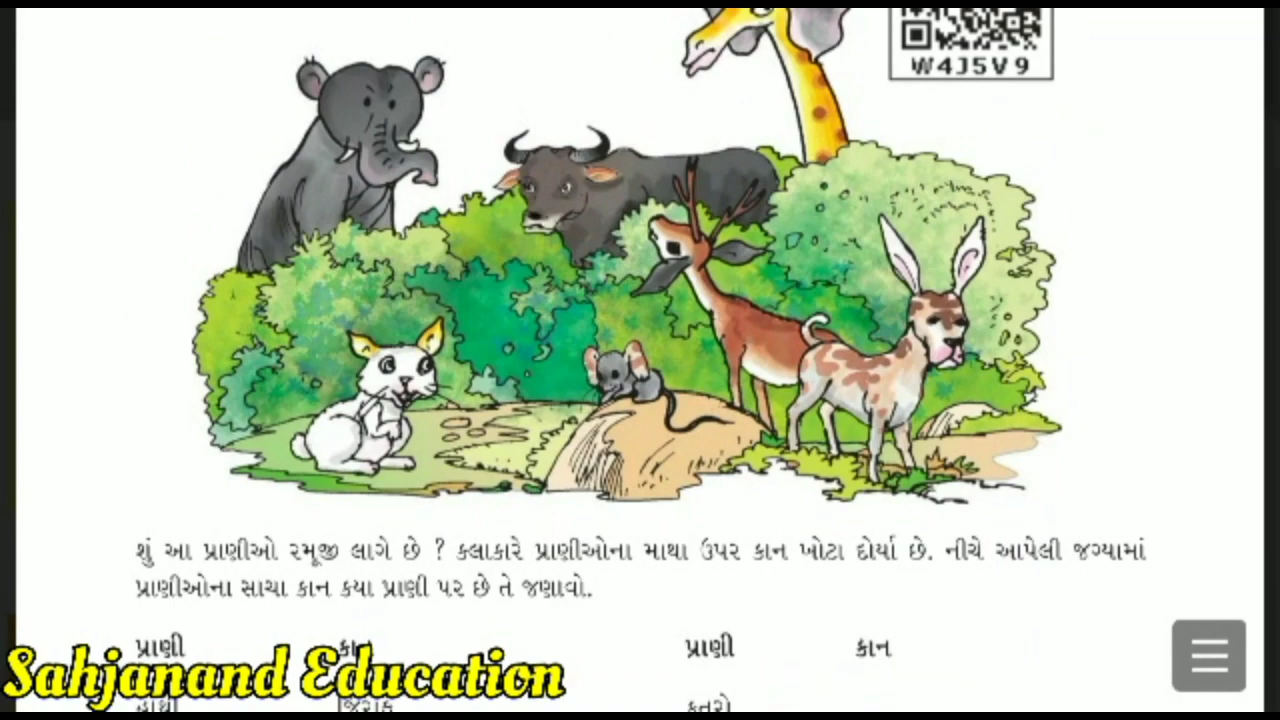 W4J5V9
શું આ પ્રાણીઓ રમૂજી લાગે છે ? કલાકારે પ્રાણીઓના માથા ઉપર કાન ખોટા દોર્યા છે. નીચે આપેલી જગ્યામાં
પ્રાણીઓના સાચા કાન કયા પ્રાણી પર છે તે જણાવો.
પ્રાણી કાન પ્રાણી કાન
Sahjanand Education